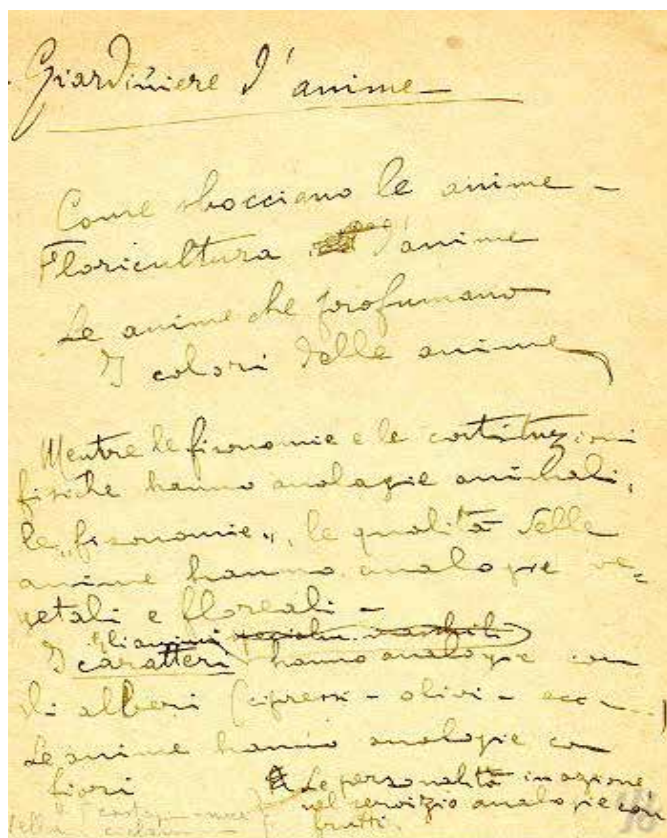 Giardiniere d'anime —
Come sbocciano le anime —
Floricultura d'anime
Le anime che profumano
I colori delle anime
Mentre le fisonomie e le costituzioni
fisiche hanno analogie animali,
le „fisonomie", le qualità delle
anime hanno analogie ve=
getali e floreali —
gli animi
I caratteri hanno analogie con
gli alberi (cipressi - olivi - ecc...)
Le anime hanno analogie con
fiori
Le personalità in azione
nel servizio analogie coi
frutti.